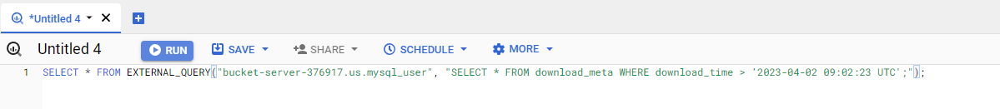 *Untitled 4
Untitled 4 RUN SAVE SHARE SCHEDULE MORE
1 SELECT * FROM EXTERNAL_QUERY("bucket-server-376917.us.mysql_user", "SELECT * FROM download_meta WHERE download_time > '2023-04-02 09:02:23 UTC';");